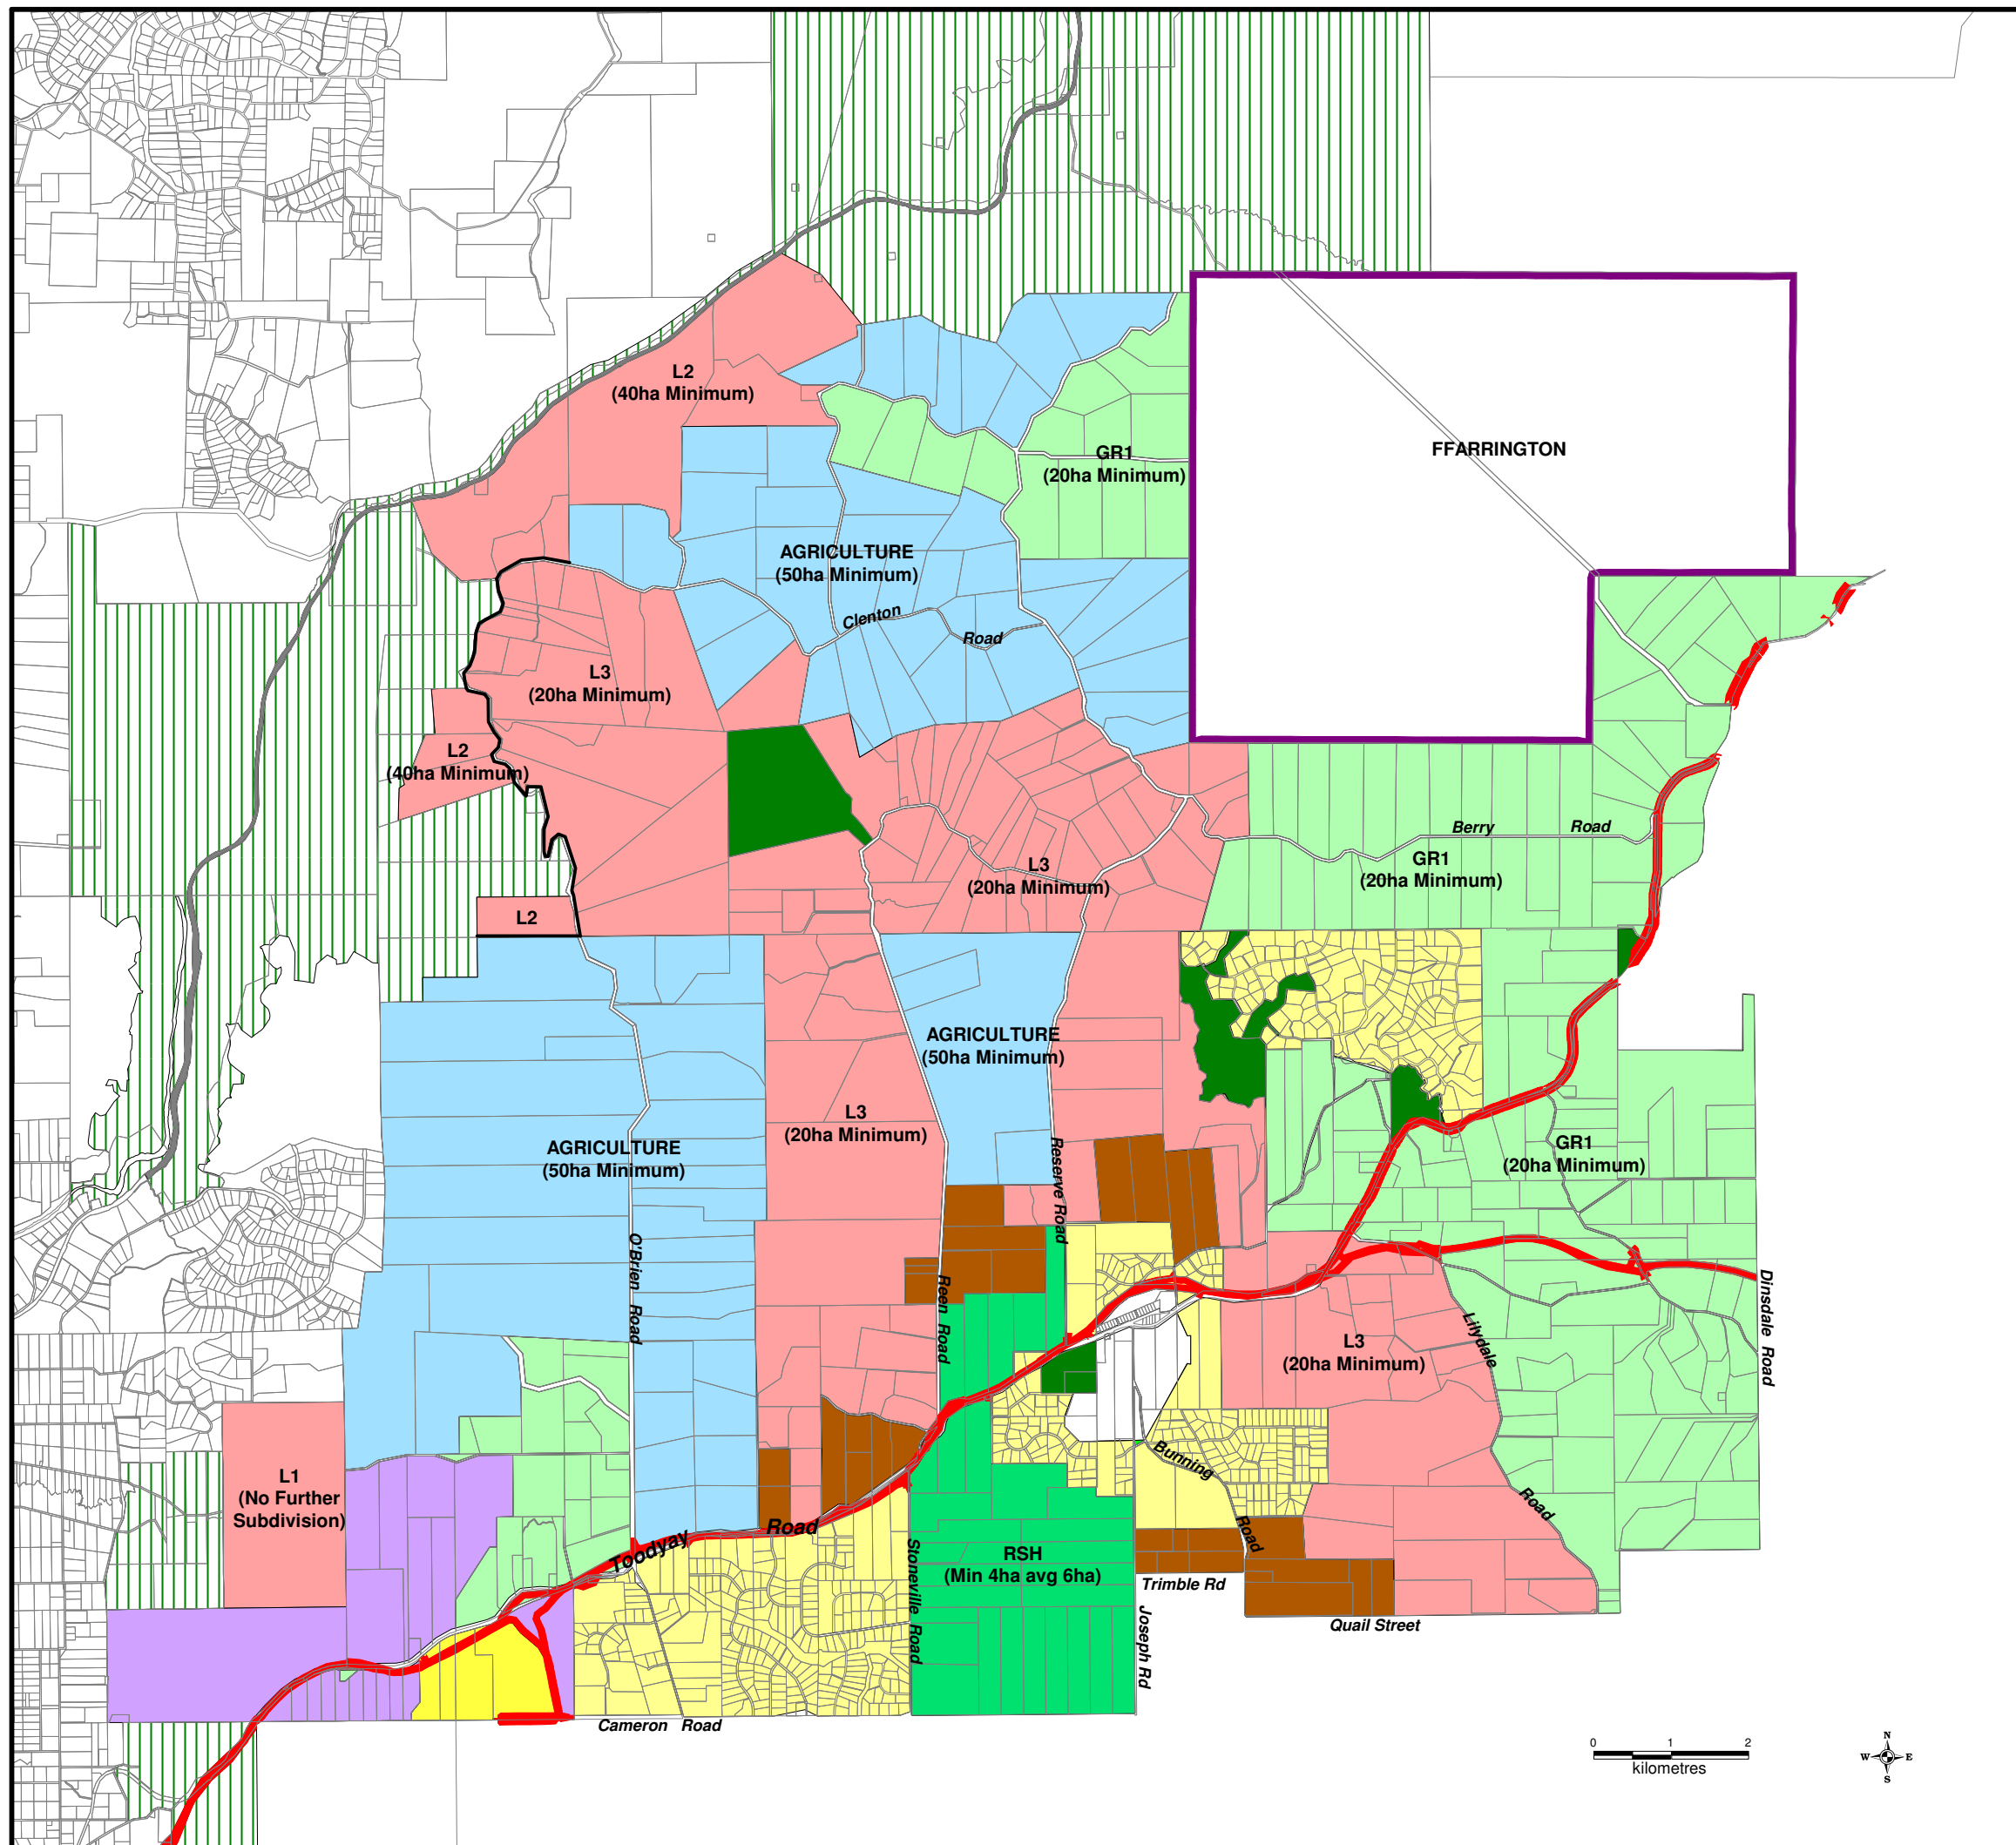 L2
(40ha Minimum)
FFARRINGTON
GR1
(20ha Minimum)
AGRICULTURE
(50ha Minimum)
Clenton
Road
L3
(20ha Minimum)
L2
(40ha Minimum)
Berry
Road
GR1
(20ha Minimum)
L3
(20ha Minimum)
L2
AGRICULTURE
(50ha Minimum)
L3
(20ha Minimum)
AGRICULTURE
(50ha Minimum)
GR1
(20ha Minimum)
Reserve Road
O'Brien Road
Reen Road
Lilydale
Road
Dinsdale Road
L3
(20ha Minimum)
L1
(No Further
Subdivision)
Bunning
Road
Toodyay
Road
Stoneville Road
RSH
(Min 4ha avg 6ha)
Trimble Rd
Joseph Rd
Quail Street
Cameron Road
0 1 2
kilometres
N
W E
S